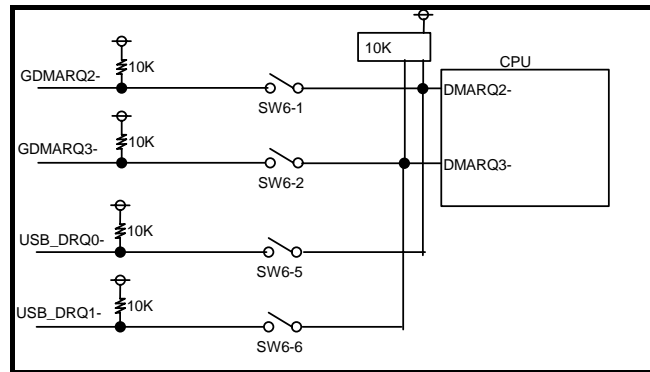 10K
CPU
10K
GDMARQ2-
DMARQ2-
SW6-1
10K
GDMARQ3-
DMARQ3-
SW6-2
10K
USB_DRQ0-
SW6-5
10K
USB_DRQ1-
SW6-6